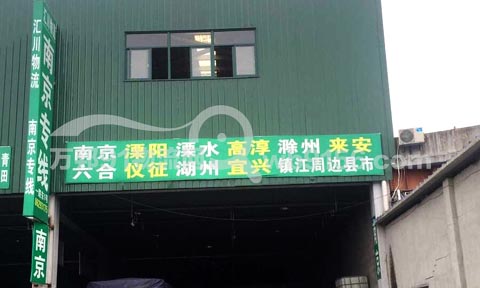 汇川物流
南京专线
南京专线
南京
青田
南京 溧阳 溧水 高淳 滁州 来安
六合 仪征 湖州 宜兴 镇江周边县市